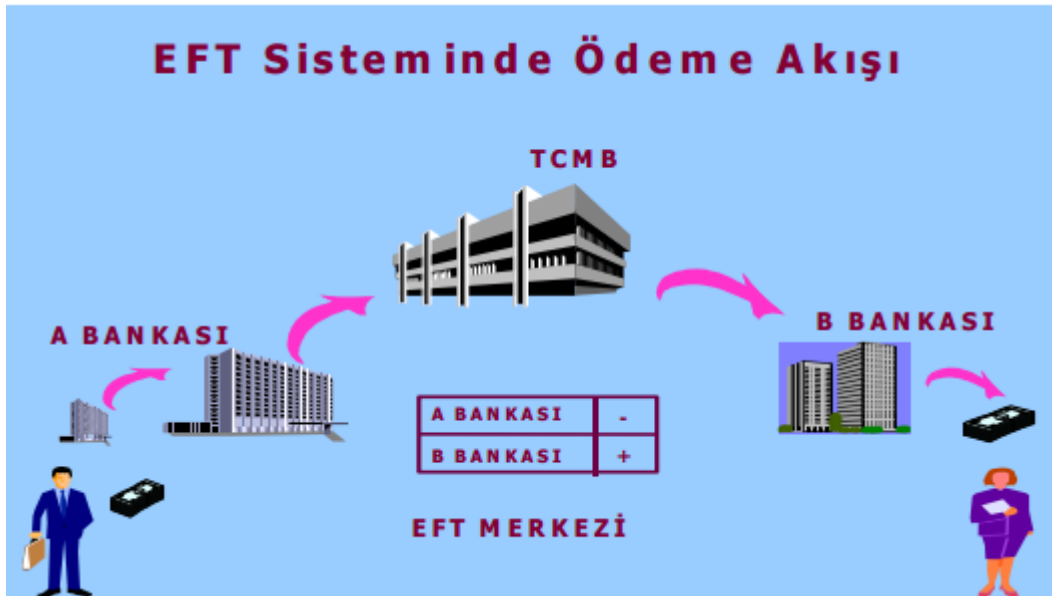 EFT Sisteminde Ödeme Akışı
TCMB
A BANKASI
B BANKASI
A BANKASI -
B BANKASI +
EFT MERKEZİ